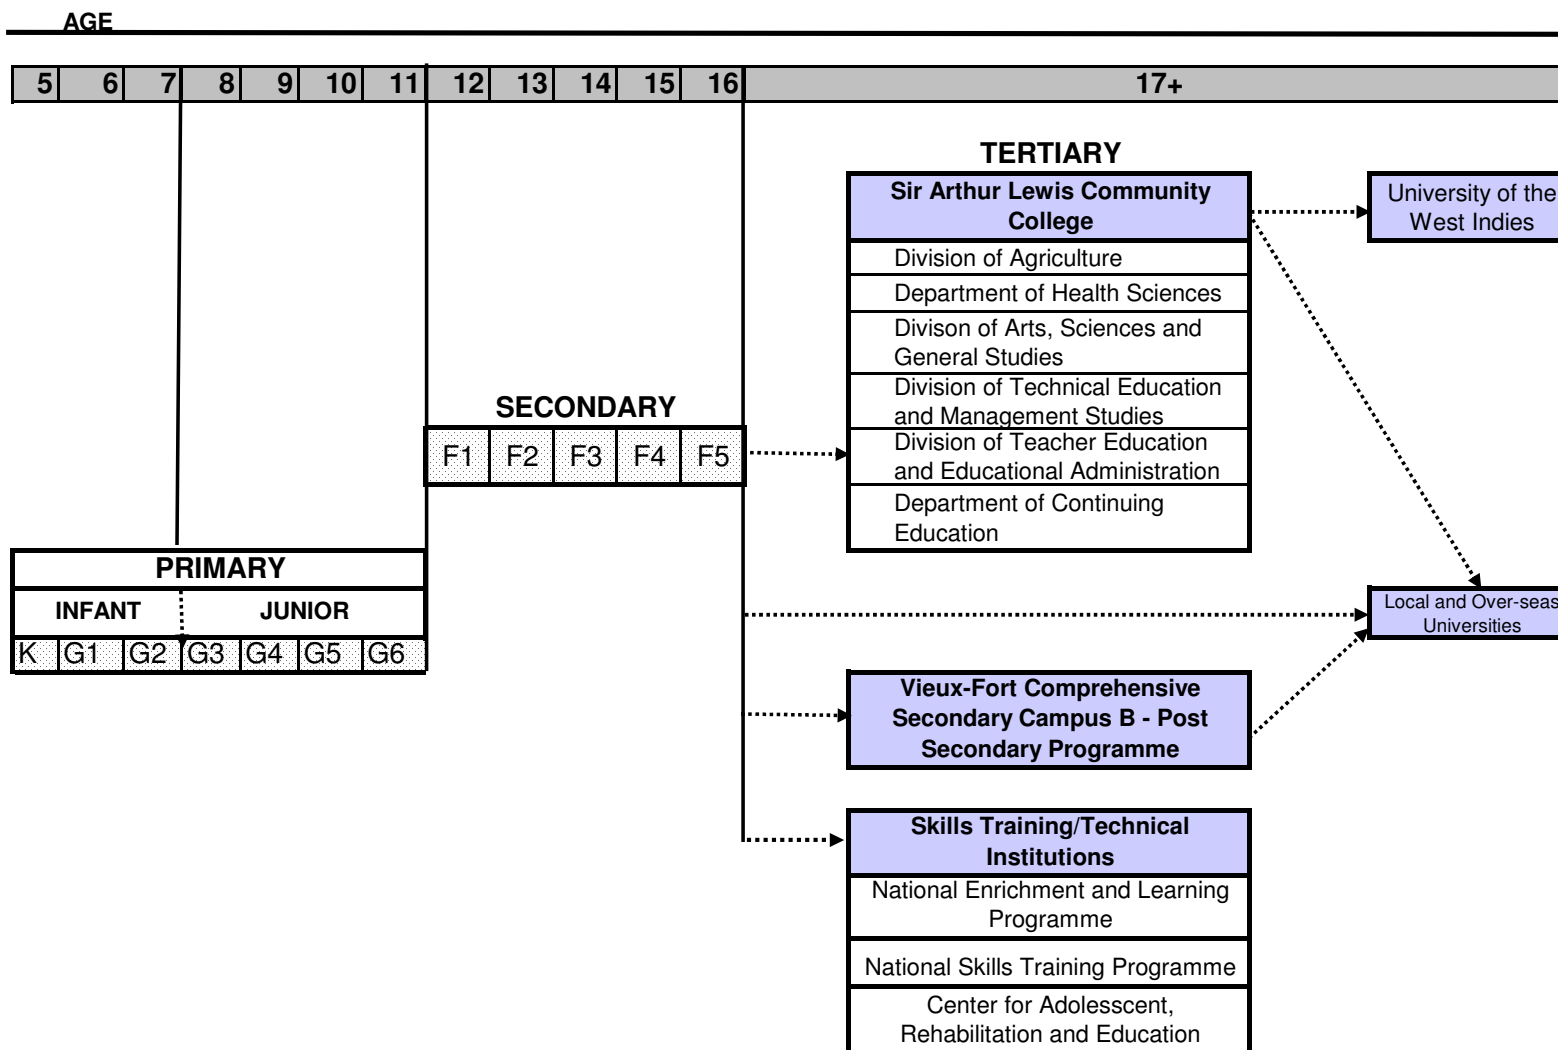 AGE
5 6 7 8 9 10 11 12 13 14 15 16 17+
TERTIARY
Sir Arthur Lewis Community
College
Division of Agriculture
Department of Health Sciences
Divison of Arts, Sciences and
General Studies
Division of Technical Education
and Management Studies
Division of Teacher Education
and Educational Administration
Department of Continuing
Education
University of the
West Indies
SECONDARY
F1 F2 F3 F4 F5
PRIMARY
INFANT JUNIOR
K G1 G2 G3 G4 G5 G6
Local and Over-seas
Universities
Vieux-Fort Comprehensive
Secondary Campus B - Post
Secondary Programme
Skills Training/Technical
Institutions
National Enrichment and Learning
Programme
National Skills Training Programme
Center for Adolesscent,
Rehabilitation and Education